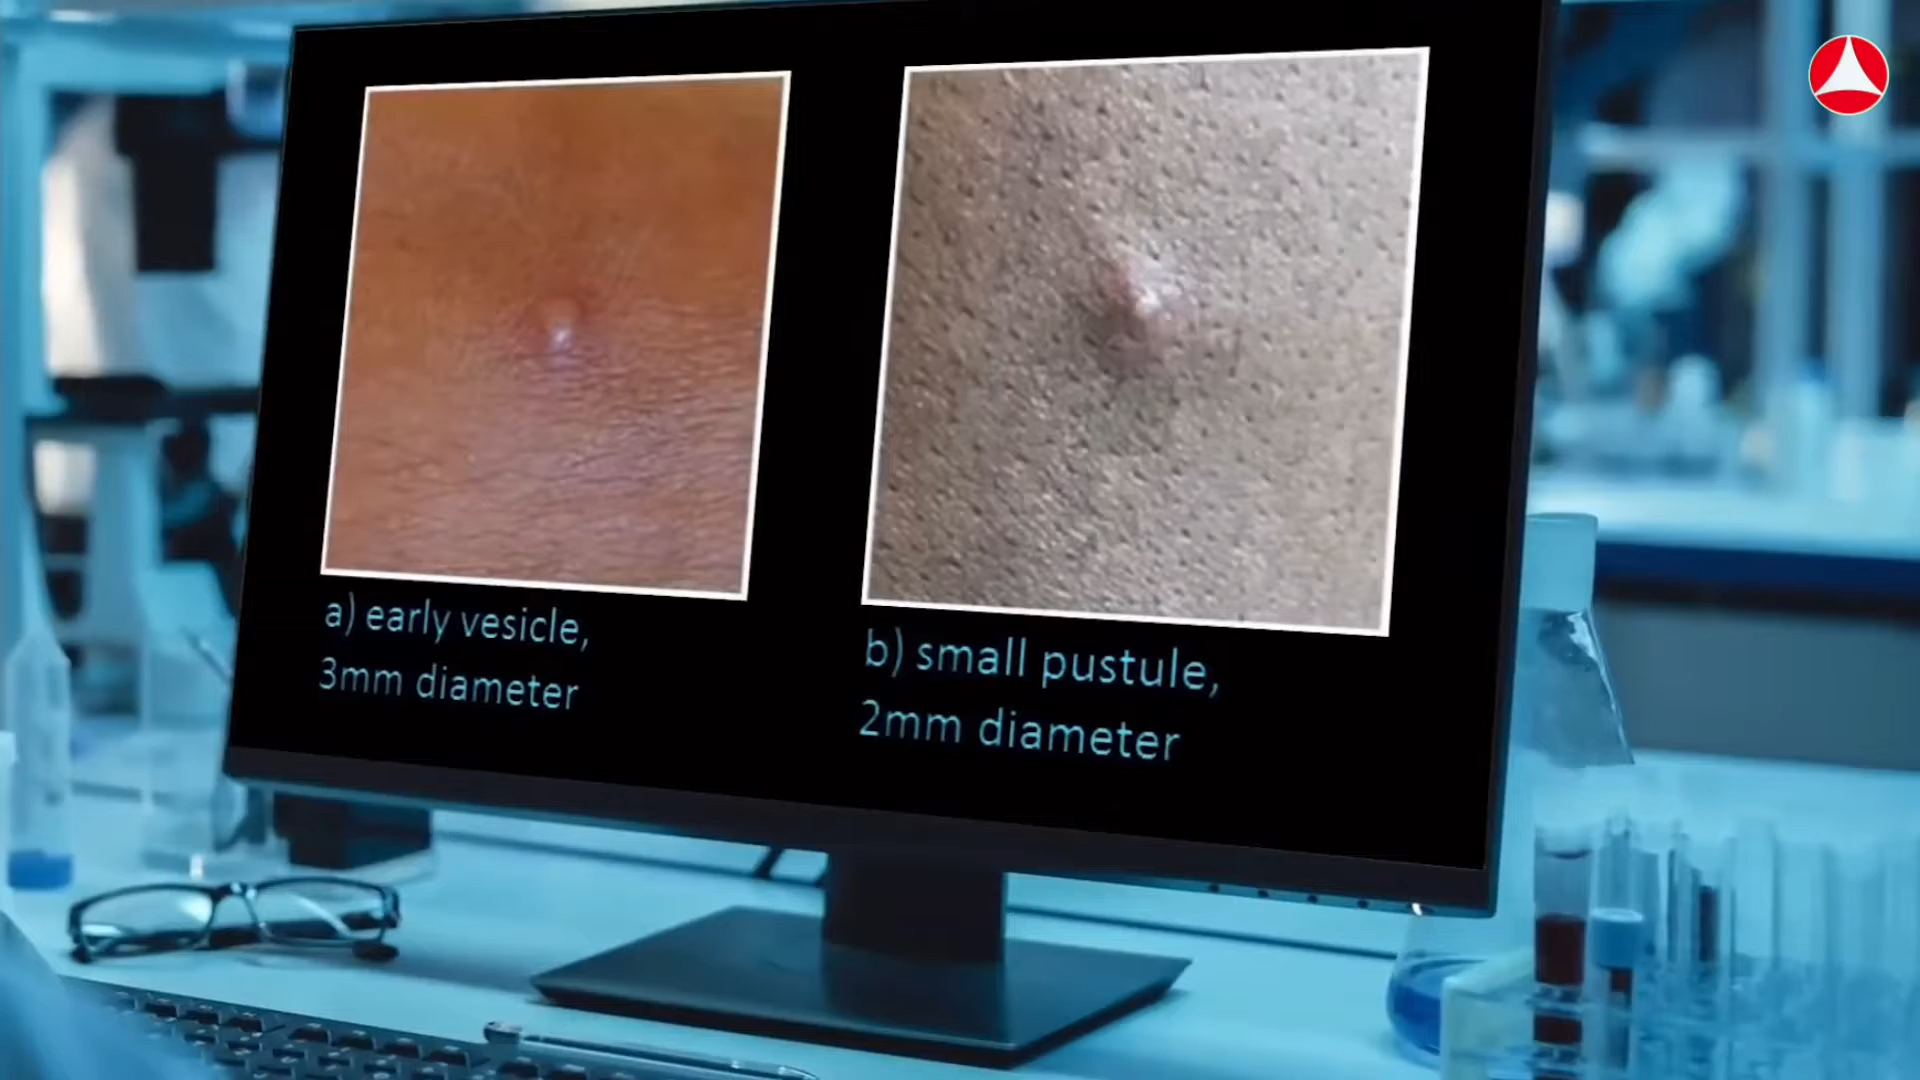 a) early vesicle,
3mm diameter
b) small pustule,
2mm diameter